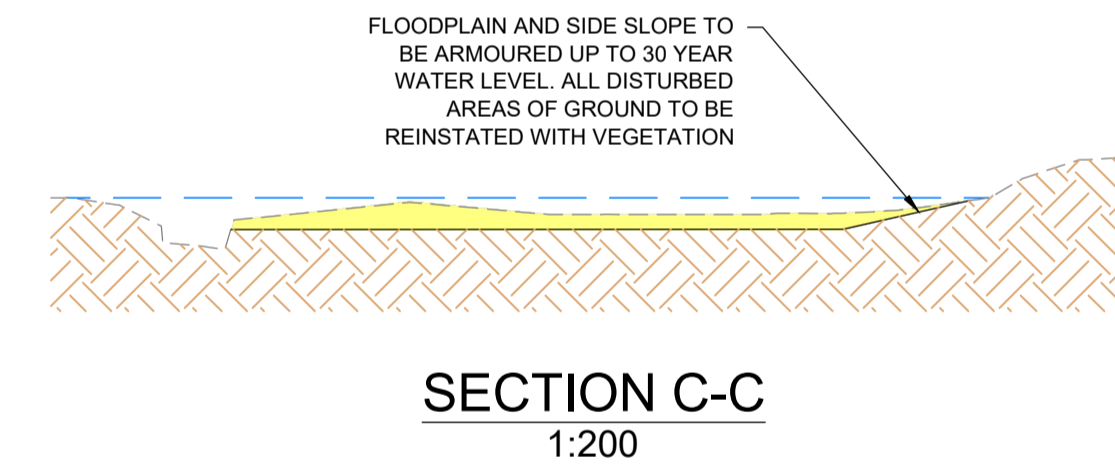 FLOODPLAIN AND SIDE SLOPE TO
BE ARMOURED UP TO 30 YEAR
WATER LEVEL. ALL DISTURBED
AREAS OF GROUND TO BE
REINSTATED WITH VEGETATION
SECTION C-C
1:200